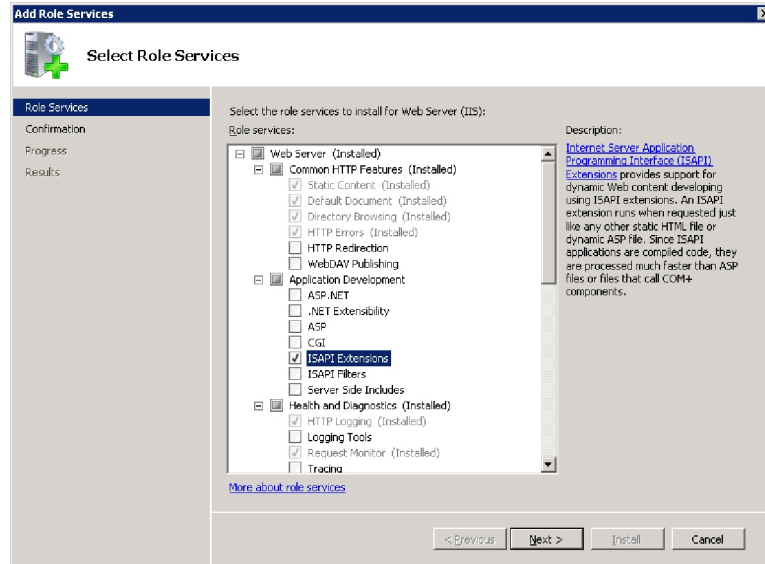 Add Role Services
Select Role Services
Role Services
Confirmation
Progress
Results
Select the role services to install for Web Server (IIS):
Role services:
Web Server (Installed)
Common HTTP Features (Installed)
Static Content (Installed)
Default Document (Installed)
Directory Browsing (Installed)
HTTP Errors (Installed)
HTTP Redirection
WebDAV Publishing
Application Development
ASP.NET
.NET Extensibility
ASP
CGI
ISAPI Extensions
ISAPI Filters
Server Side Includes
Health and Diagnostics (Installed)
HTTP Logging (Installed)
Logging Tools
Request Monitor (Installed)
Tracing
More about role services
Description:
Internet Server Application
Programming Interface (ISAPI)
Extensions provides support for
dynamic Web content developing
using ISAPI extensions. An ISAPI
extension runs when requested just
like any other static HTML file or
dynamic ASP file. Since ISAPI
applications are compiled code, they
are processed much faster than ASP
files or files that call COM+
components.
< Previous
Next >
Install
Cancel